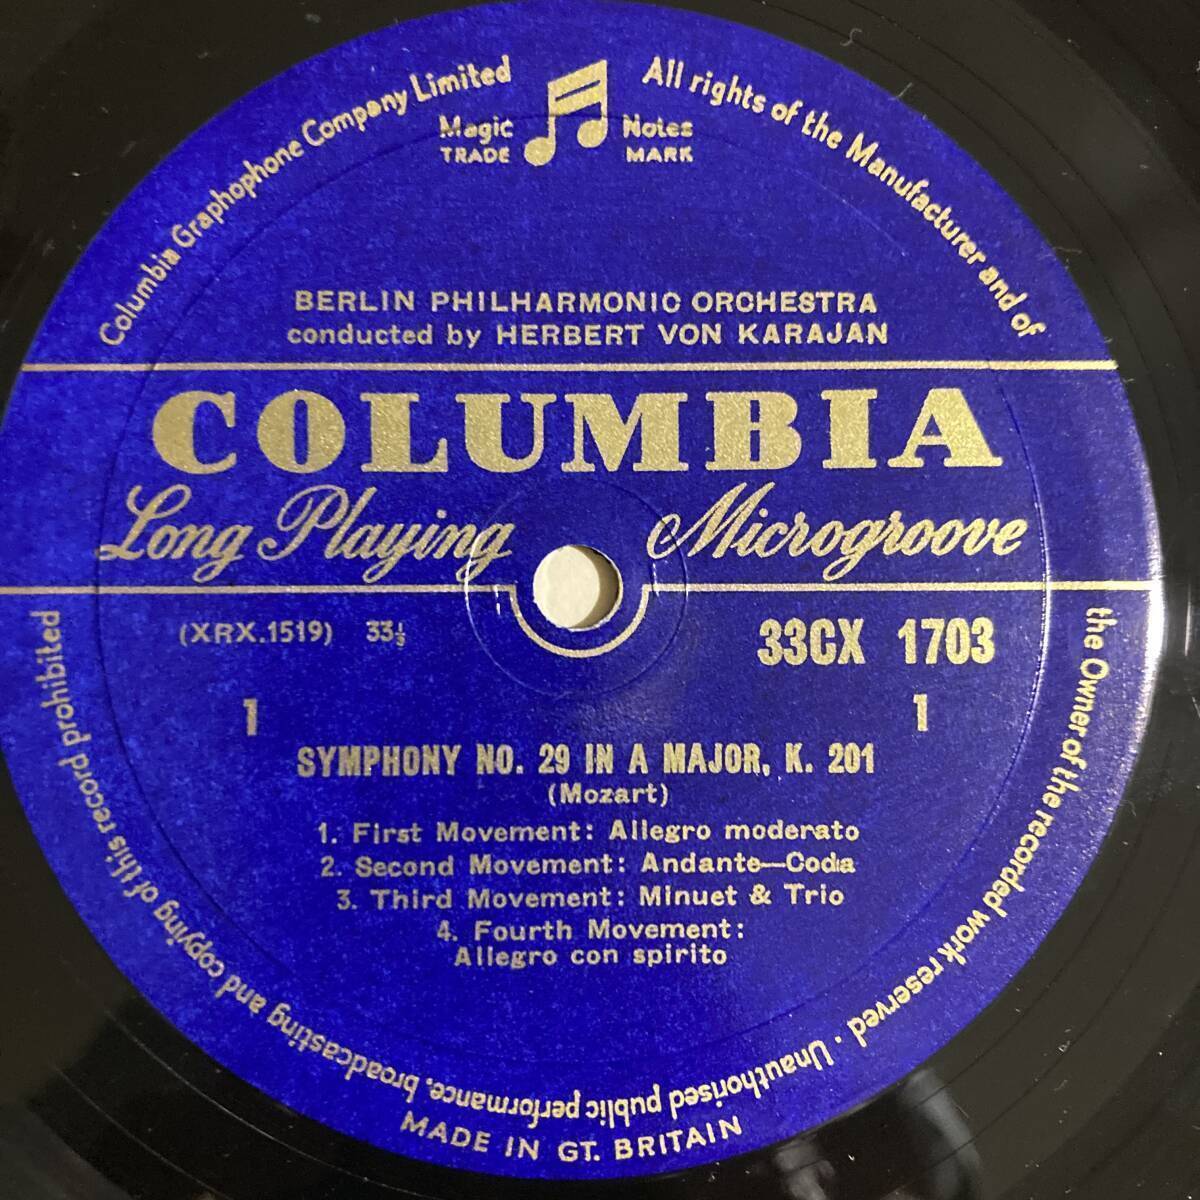 Columbia Graphophone Company Limited
Magic Notes
TRADE MARK
All rights of the Manufacturer and of
the Owner of the recorded work reserved · Unauthorised public performance, broadcasting and copying of this record prohibited
BERLIN PHILHARMONIC ORCHESTRA
conducted by HERBERT VON KARAJAN
COLUMBIA
Long Playing Microgroove
(XRX.1519) 33⅓
33CX 1703
1 1
SYMPHONY NO. 29 IN A MAJOR, K. 201
(Mozart)
1. First Movement: Allegro moderato
2. Second Movement: Andante—Coda
3. Third Movement: Minuet & Trio
4. Fourth Movement:
Allegro con spirito
MADE IN GT. BRITAIN